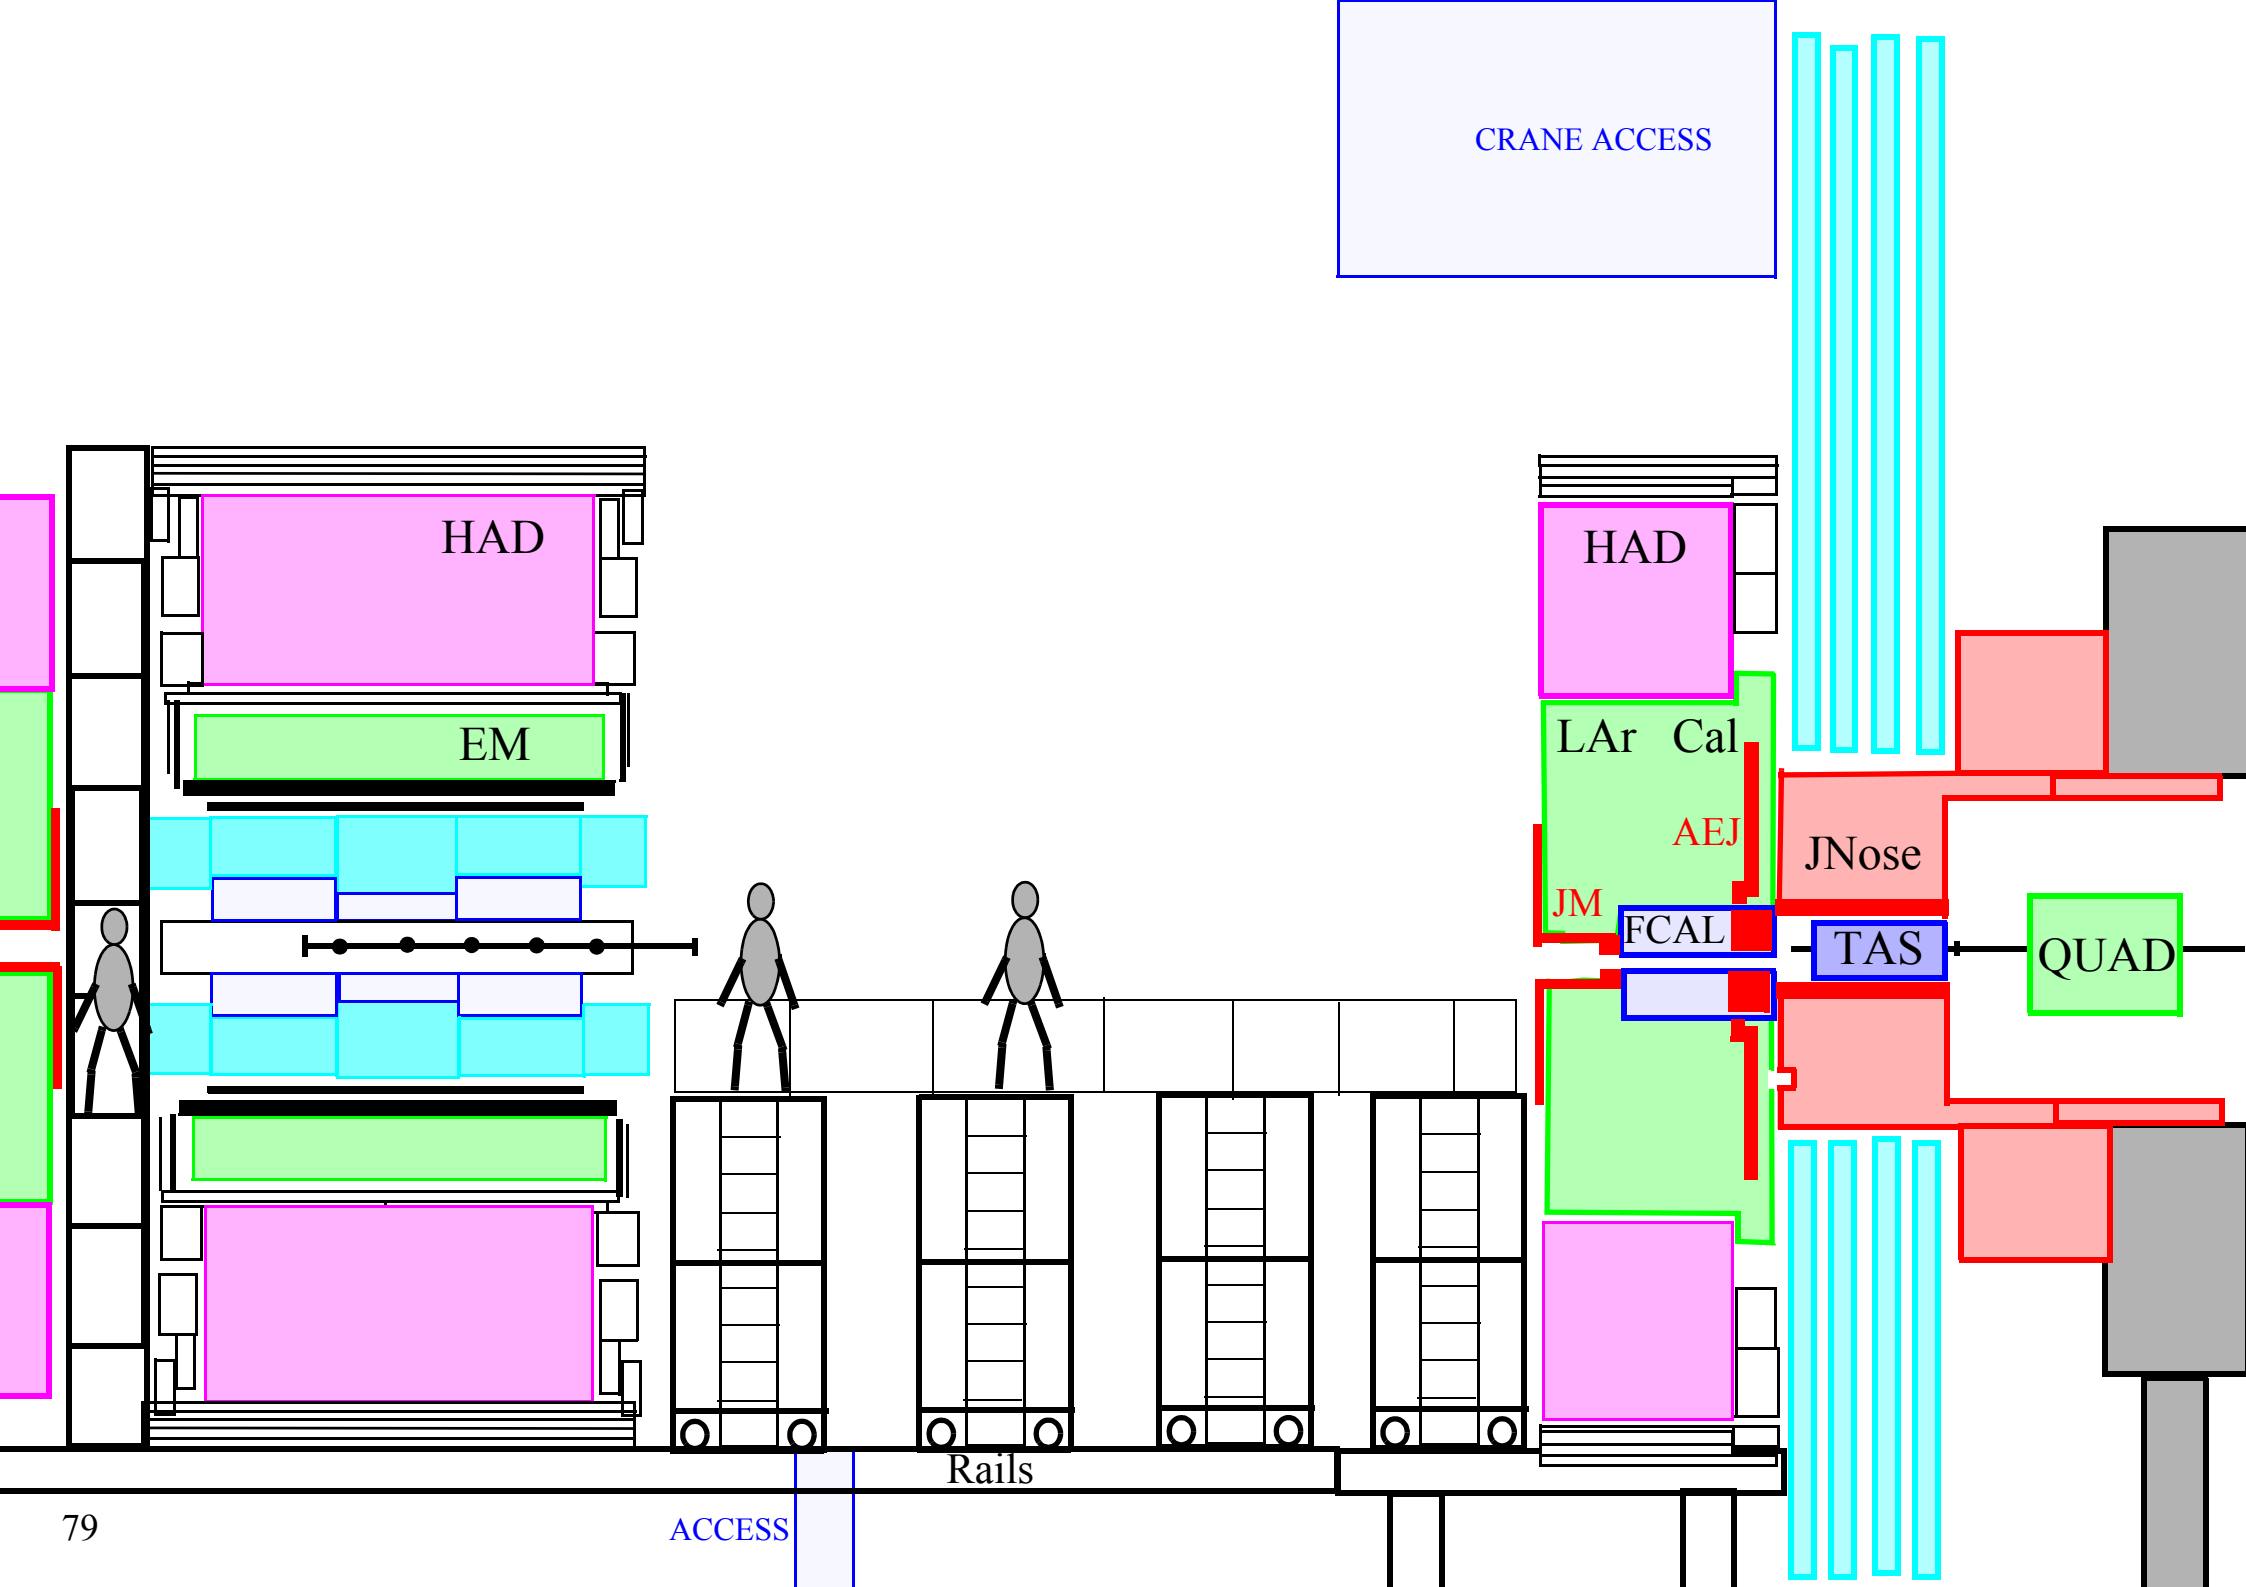 CRANE ACCESS
HAD
HAD
EM
LAr Cal
AEJ
JNose
JM
FCAL
TAS
QUAD
Rails
79
ACCESS